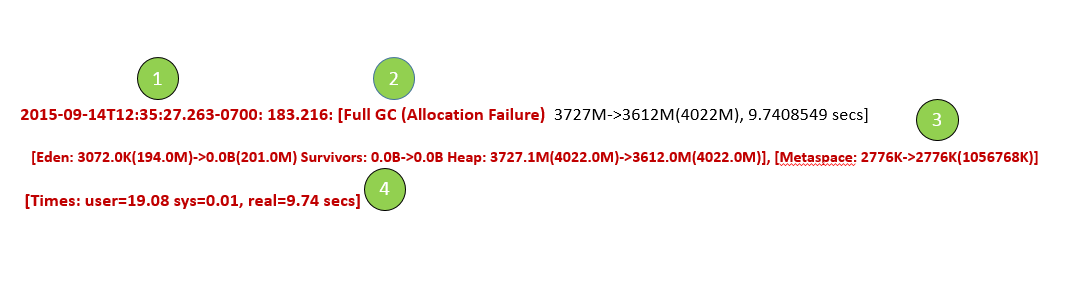 1 2
2015-09-14T12:35:27.263-0700: 183.216: [Full GC (Allocation Failure) 3727M->3612M(4022M), 9.7408549 secs]
3
[Eden: 3072.0K(194.0M)->0.0B(201.0M) Survivors: 0.0B->0.0B Heap: 3727.1M(4022.0M)->3612.0M(4022.0M)], [Metaspace: 2776K->2776K(1056768K)]
4
[Times: user=19.08 sys=0.01, real=9.74 secs]